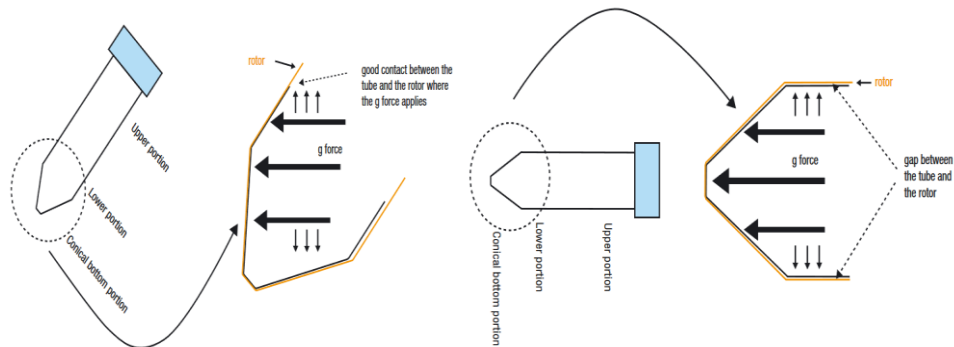 rotor
good contact between the
tube and the rotor where
the g force applies
Upper portion
g force
Lower portion
Conical bottom portion
rotor
g force
gap between
the tube and
the rotor
Conical bottom portion
Lower portion
Upper portion